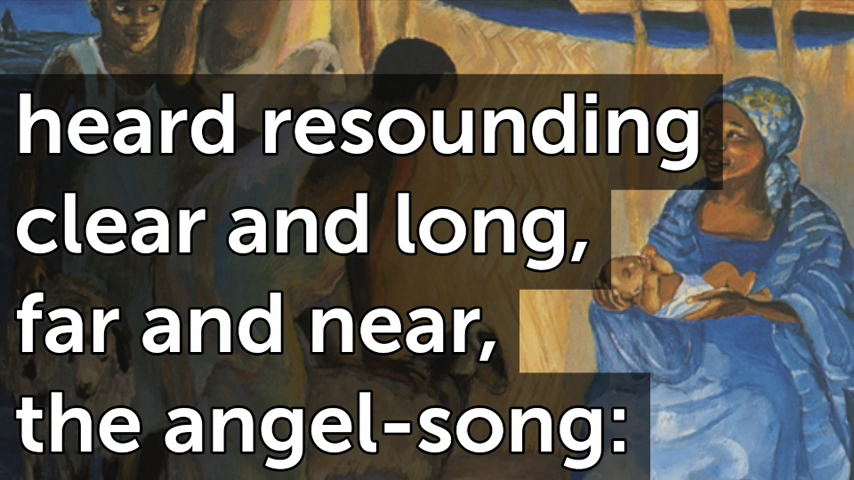 heard resounding
clear and long,
far and near,
the angel-song: